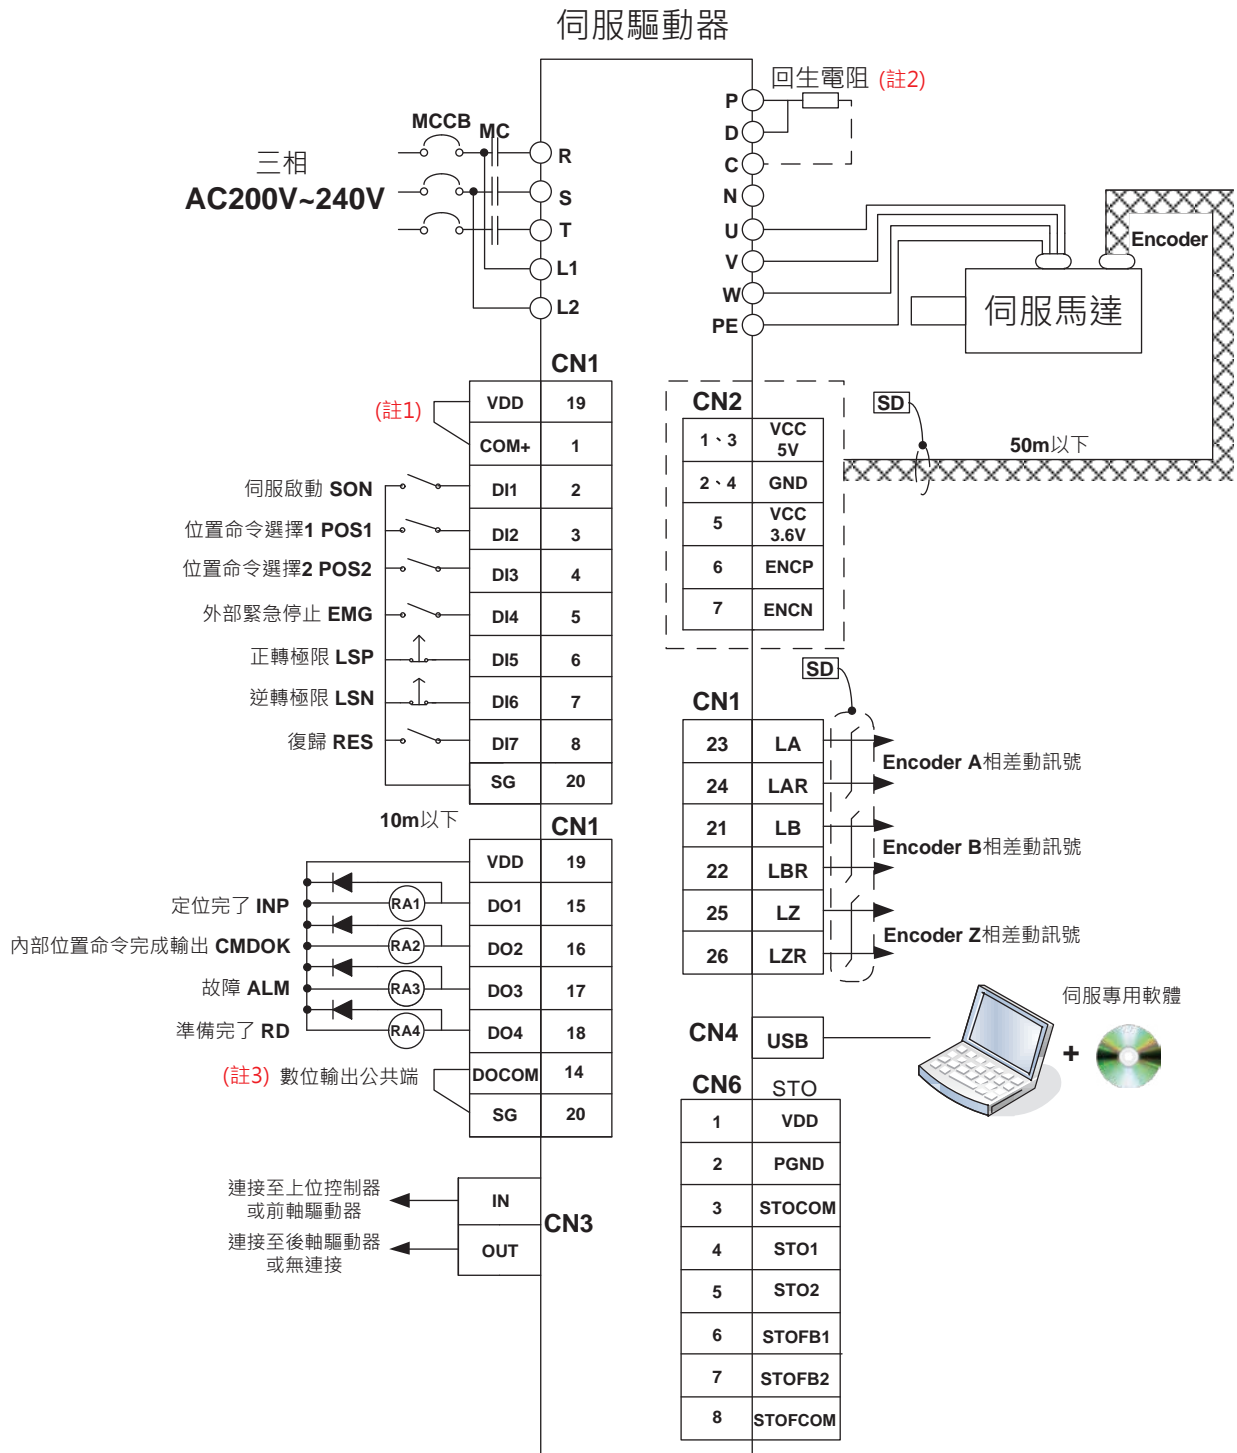 伺服驅動器
回生電阻 (註2)
MCCB
MC
三相
AC200V~240V
R
S
T
L1
L2
P
D
C
N
U
V
W
PE
Encoder
伺服馬達
CN1
(註1)
VDD 19
COM+ 1
伺服啟動 SON DI1 2
位置命令選擇1 POS1 DI2 3
位置命令選擇2 POS2 DI3 4
外部緊急停止 EMG DI4 5
正轉極限 LSP DI5 6
逆轉極限 LSN DI6 7
復歸 RES DI7 8
SG 20
10m以下
CN2
SD
50m以下
1、3 VCC 5V
2、4 GND
5 VCC 3.6V
6 ENCP
7 ENCN
SD
CN1
23 LA
24 LAR
Encoder A相差動訊號
21 LB
22 LBR
Encoder B相差動訊號
25 LZ
26 LZR
Encoder Z相差動訊號
CN1
VDD 19
定位完了 INP RA1 DO1 15
內部位置命令完成輸出 CMDOK RA2 DO2 16
故障 ALM RA3 DO3 17
準備完了 RD RA4 DO4 18
(註3) 數位輸出公共端 DOCOM 14
SG 20
CN4 USB
+
伺服專用軟體
CN6 STO
1 VDD
2 PGND
3 STOCOM
4 STO1
5 STO2
6 STOFB1
7 STOFB2
8 STOFCOM
連接至上位控制器
或前軸驅動器
IN
CN3
連接至後軸驅動器
或無連接
OUT